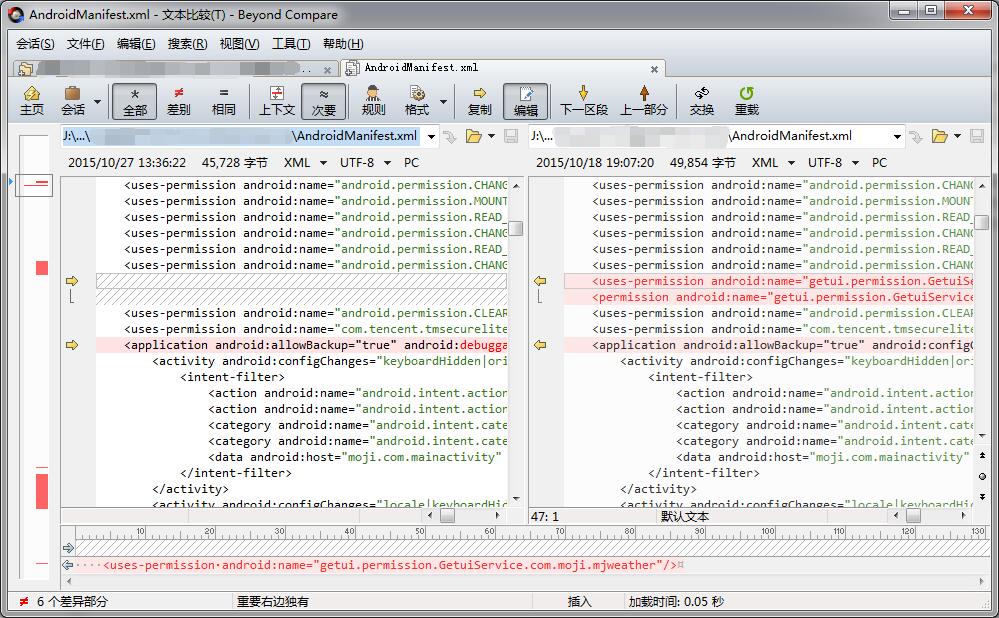 AndroidManifest.xml - 文本比较(T) - Beyond Compare
会话(S) 文件(F) 编辑(E) 搜索(R) 视图(V) 工具(T) 帮助(H)
.. × AndroidManifest.xml ×
主页 会话 * 全部 ≠ 差别 = 相同 上下文 ≈ 次要 规则 格式 复制 编辑 下一区段 上一部分 交换 重载
J:\...\ \AndroidManifest.xml
J:\... \AndroidManifest.xml
2015/10/27 13:36:22 45,728 字节 XML UTF-8 PC
2015/10/18 19:07:20 49,854 字节 XML UTF-8 PC
<uses-permission android:name="android.permission.CHANG
<uses-permission android:name="android.permission.MOUNT
<uses-permission android:name="android.permission.READ_
<uses-permission android:name="android.permission.CHANG
<uses-permission android:name="android.permission.READ_
<uses-permission android:name="android.permission.CHANG
<uses-permission android:name="android.permission.CLEAR
<uses-permission android:name="com.tencent.tmsecurelite
<application android:allowBackup="true" android:debugga
<activity android:configChanges="keyboardHidden|ori
<intent-filter>
<action android:name="android.intent.action
<action android:name="android.intent.action
<category android:name="android.intent.cate
<category android:name="android.intent.cate
<data android:host="moji.com.mainactivity"
</intent-filter>
</activity>
<activity android:configChanges="locale|keyboardHid
<uses-permission android:name="android.permission.CHANG
<uses-permission android:name="android.permission.MOUNT
<uses-permission android:name="android.permission.READ_
<uses-permission android:name="android.permission.CHANG
<uses-permission android:name="android.permission.READ_
<uses-permission android:name="android.permission.CHANG
<uses-permission android:name="getui.permission.GetuiSe
<permission android:name="getui.permission.GetuiService
<uses-permission android:name="android.permission.CLEAR
<uses-permission android:name="com.tencent.tmsecurelite
<application android:allowBackup="true" android:configC
<activity android:configChanges="keyboardHidden|ori
<intent-filter>
<action android:name="android.intent.action
<action android:name="android.intent.action
<category android:name="android.intent.cate
<category android:name="android.intent.cate
<data android:host="moji.com.mainactivity"
</intent-filter>
</activity>
<activity android:configChanges="locale|keyboardHid
47: 1 默认文本
10 20 30 40 50 60 70 80 90 100 110 120 130
····<uses-permission·android:name="getui.permission.GetuiService.com.moji.mjweather"/>¤
≠ 6 个差异部分 重要右边独有 插入 加载时间: 0.05 秒